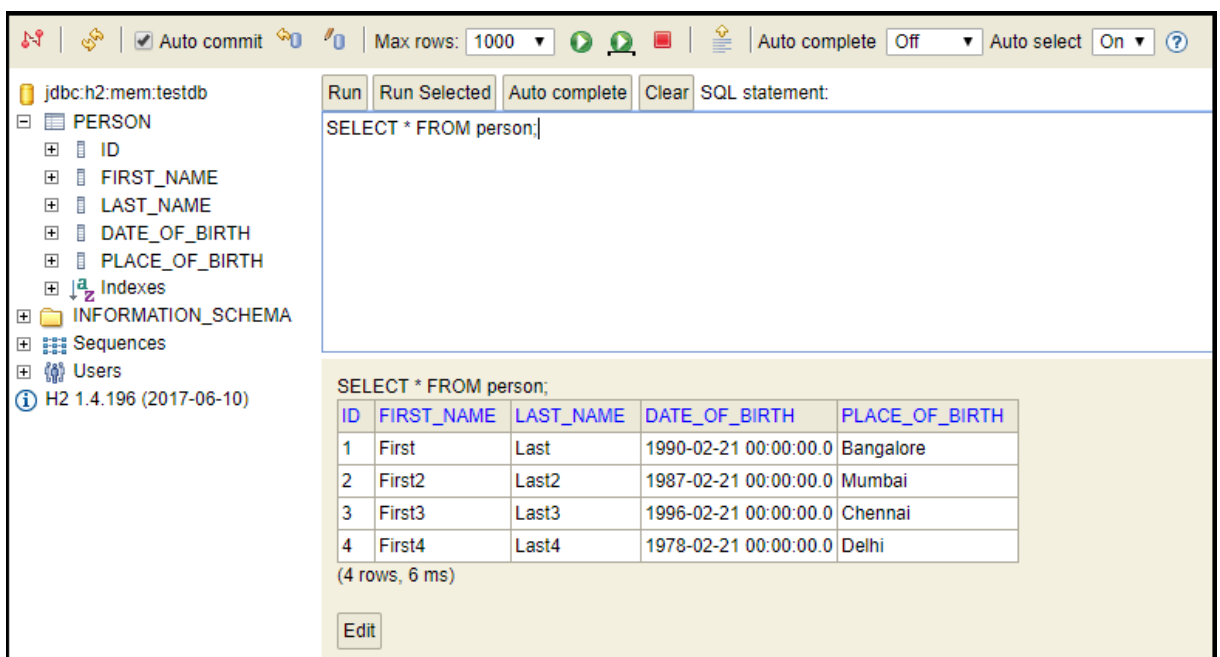 Auto commit Max rows: 1000 Auto complete Off Auto select On
jdbc:h2:mem:testdb
PERSON
ID
FIRST_NAME
LAST_NAME
DATE_OF_BIRTH
PLACE_OF_BIRTH
Indexes
INFORMATION_SCHEMA
Sequences
Users
H2 1.4.196 (2017-06-10)
Run Run Selected Auto complete Clear SQL statement:
SELECT * FROM person;
SELECT * FROM person;
ID FIRST_NAME LAST_NAME DATE_OF_BIRTH PLACE_OF_BIRTH
1 First Last 1990-02-21 00:00:00.0 Bangalore
2 First2 Last2 1987-02-21 00:00:00.0 Mumbai
3 First3 Last3 1996-02-21 00:00:00.0 Chennai
4 First4 Last4 1978-02-21 00:00:00.0 Delhi
(4 rows, 6 ms)
Edit